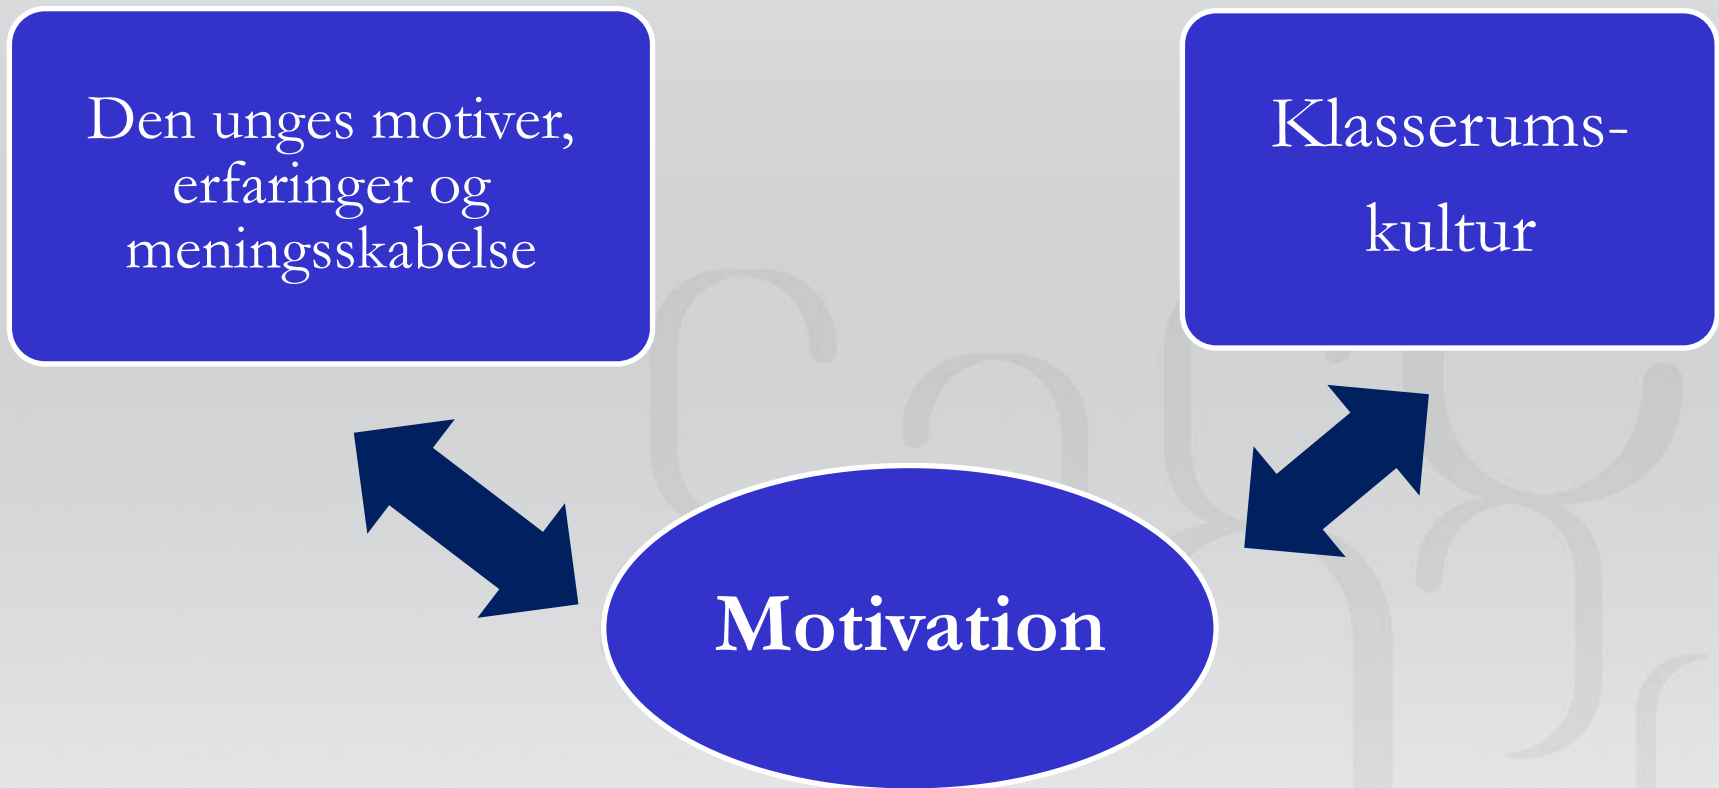 Den unges motiver,
erfaringer og
meningsskabelse
Klasserums-
kultur
Motivation